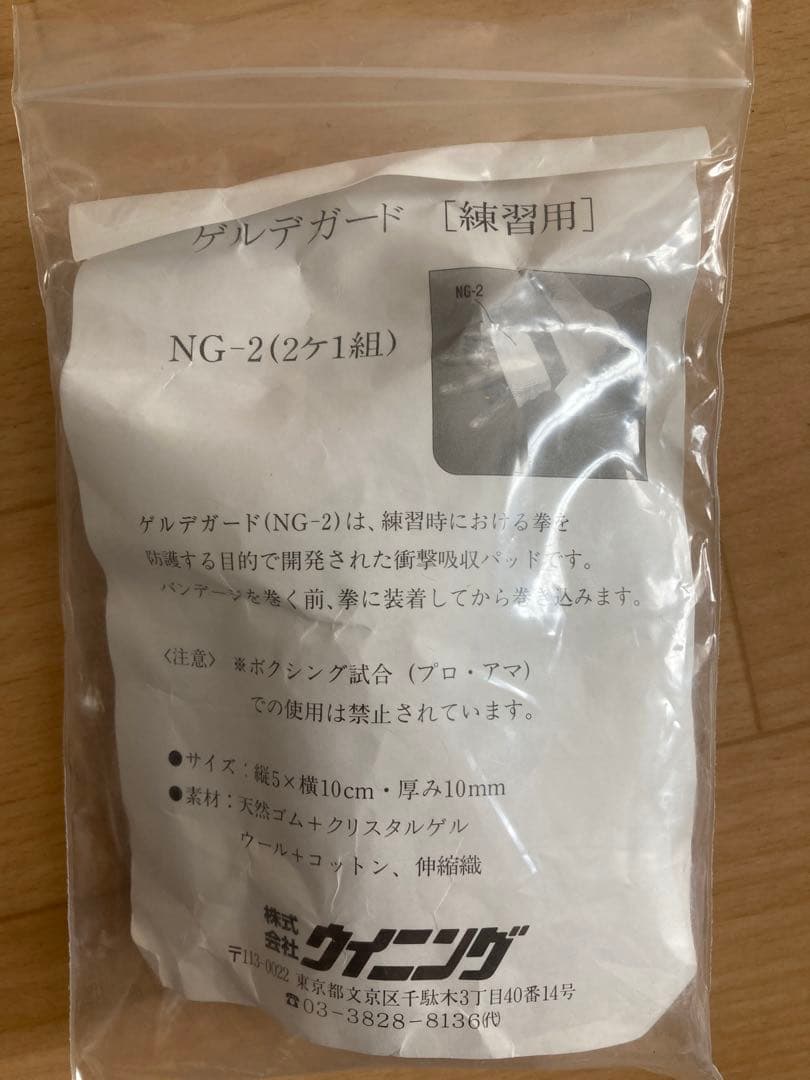 ゲルデガード [練習用]
NG-2
NG-2(2ケ1組)
ゲルデガード(NG-2)は、練習時における拳を
防護する目的で開発された衝撃吸収パッドです。
バンデージを巻く前、拳に装着してから巻き込みます。
〈注意〉 ※ボクシング試合 (プロ・アマ)
での使用は禁止されています。
●サイズ:縦5×横10cm・厚み10mm
●素材:天然ゴム+クリスタルゲル
ウール+コットン、伸縮織
株式会社 ウイニング
〒113-0022 東京都文京区千駄木3丁目40番14号
☎03-3828-8136㈹